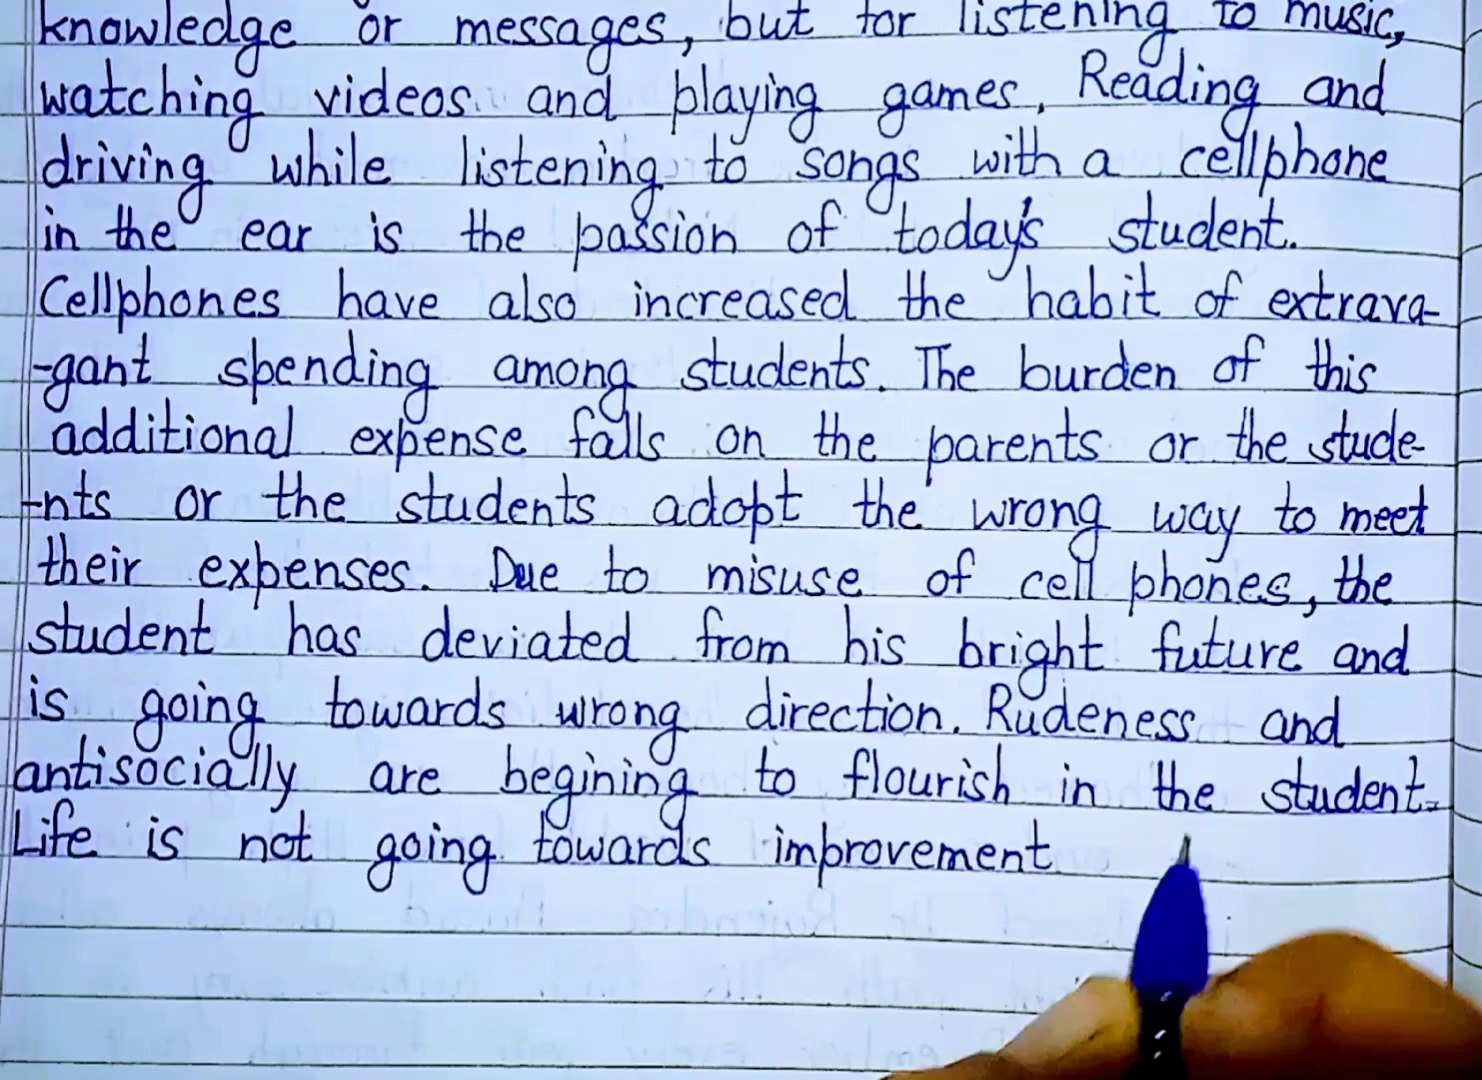 knowledge or messages, but for listening to music,
watching videos and playing games. Reading and
driving while listening to songs with a cellphone
in the ear is the passion of today's student.
Cellphones have also increased the habit of extrava-
-gant spending among students. The burden of this
additional expense falls on the parents or the stude-
-nts or the students adopt the wrong way to meet
their expenses. Due to misuse of cell phones, the
student has deviated from his bright future and
is going towards wrong direction. Rudeness and
antisocially are begining to flourish in the student.
Life is not going towards improvement